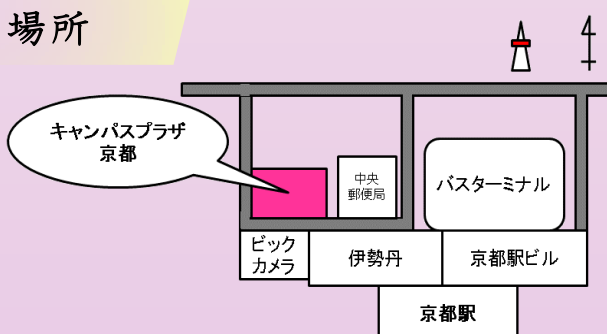 場所
キャンパスプラザ
京都
中央
郵便局
バスターミナル
ビック
カメラ
伊勢丹
京都駅ビル
京都駅